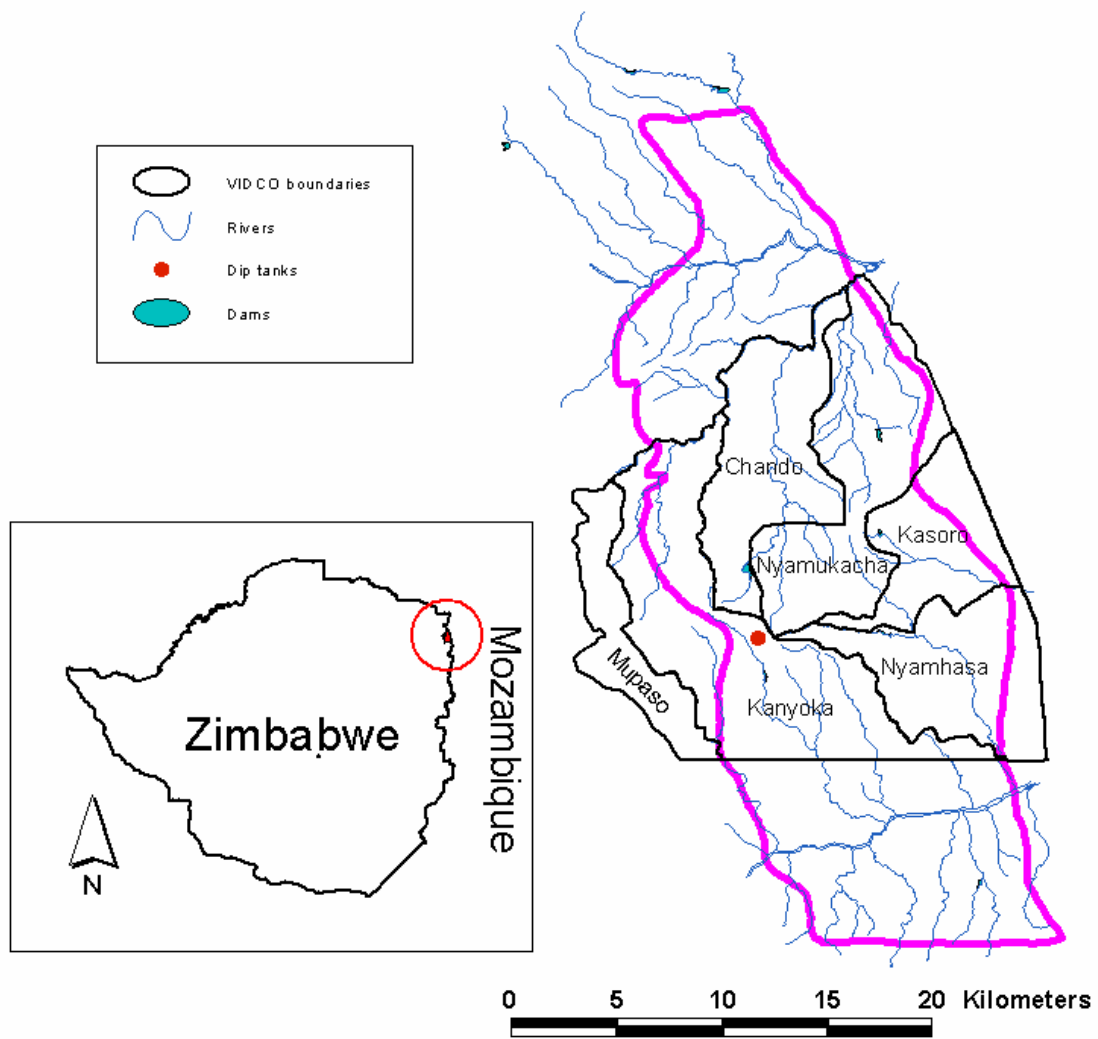 VIDCO boundaries
Rivers
Dip tanks
Dams
Chando
Kasoro
Nyamukacha
Nyamhasa
Mupaso
Kanyoka
Mozambique
Zimbabwe
N
0 5 10 15 20 Kilometers